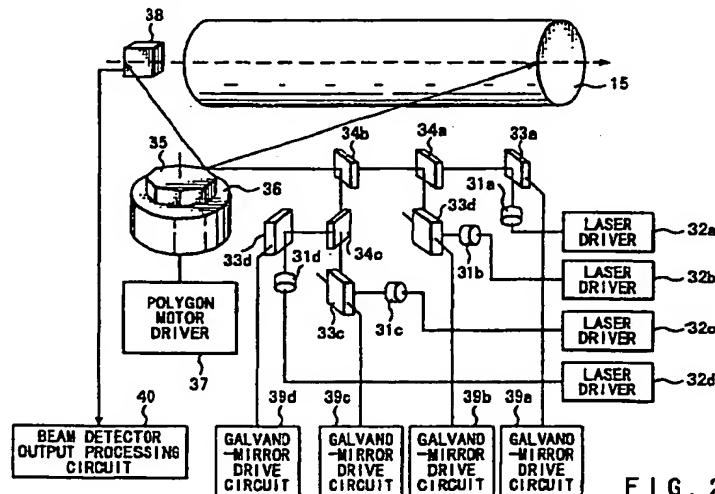 38
15
34b
34a
33a
35
36
31a
33d
33d
31d
34c
31b
33c
31c
LASER
DRIVER
32a
LASER
DRIVER
32b
LASER
DRIVER
32c
LASER
DRIVER
32d
POLYGON
MOTOR
DRIVER
37
40
BEAM DETECTOR
OUTPUT PROCESSING
CIRCUIT
39d
GALVANO
-MIRROR
DRIVE
CIRCUIT
39c
GALVANO
-MIRROR
DRIVE
CIRCUIT
39b
GALVANO
-MIRROR
DRIVE
CIRCUIT
39a
GALVANO
-MIRROR
DRIVE
CIRCUIT
FIG. 2